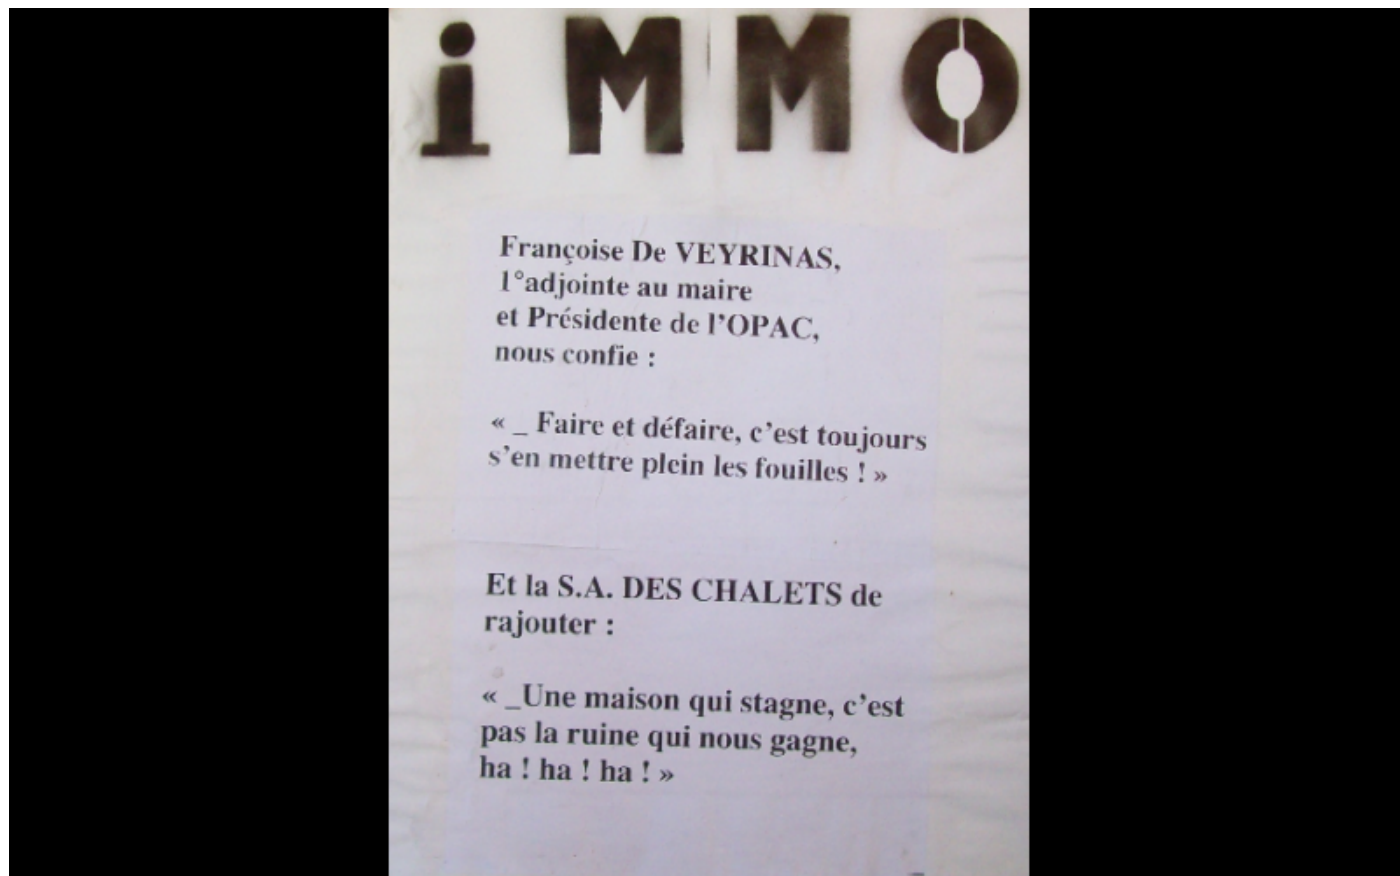 iMMO
Françoise De VEYRINAS,
1°adjointe au maire
et Présidente de l'OPAC,
nous confie :
« _ Faire et défaire, c'est toujours
s'en mettre plein les fouilles ! »
Et la S.A. DES CHALETS de
rajouter :
« _Une maison qui stagne, c'est
pas la ruine qui nous gagne,
ha ! ha ! ha ! »